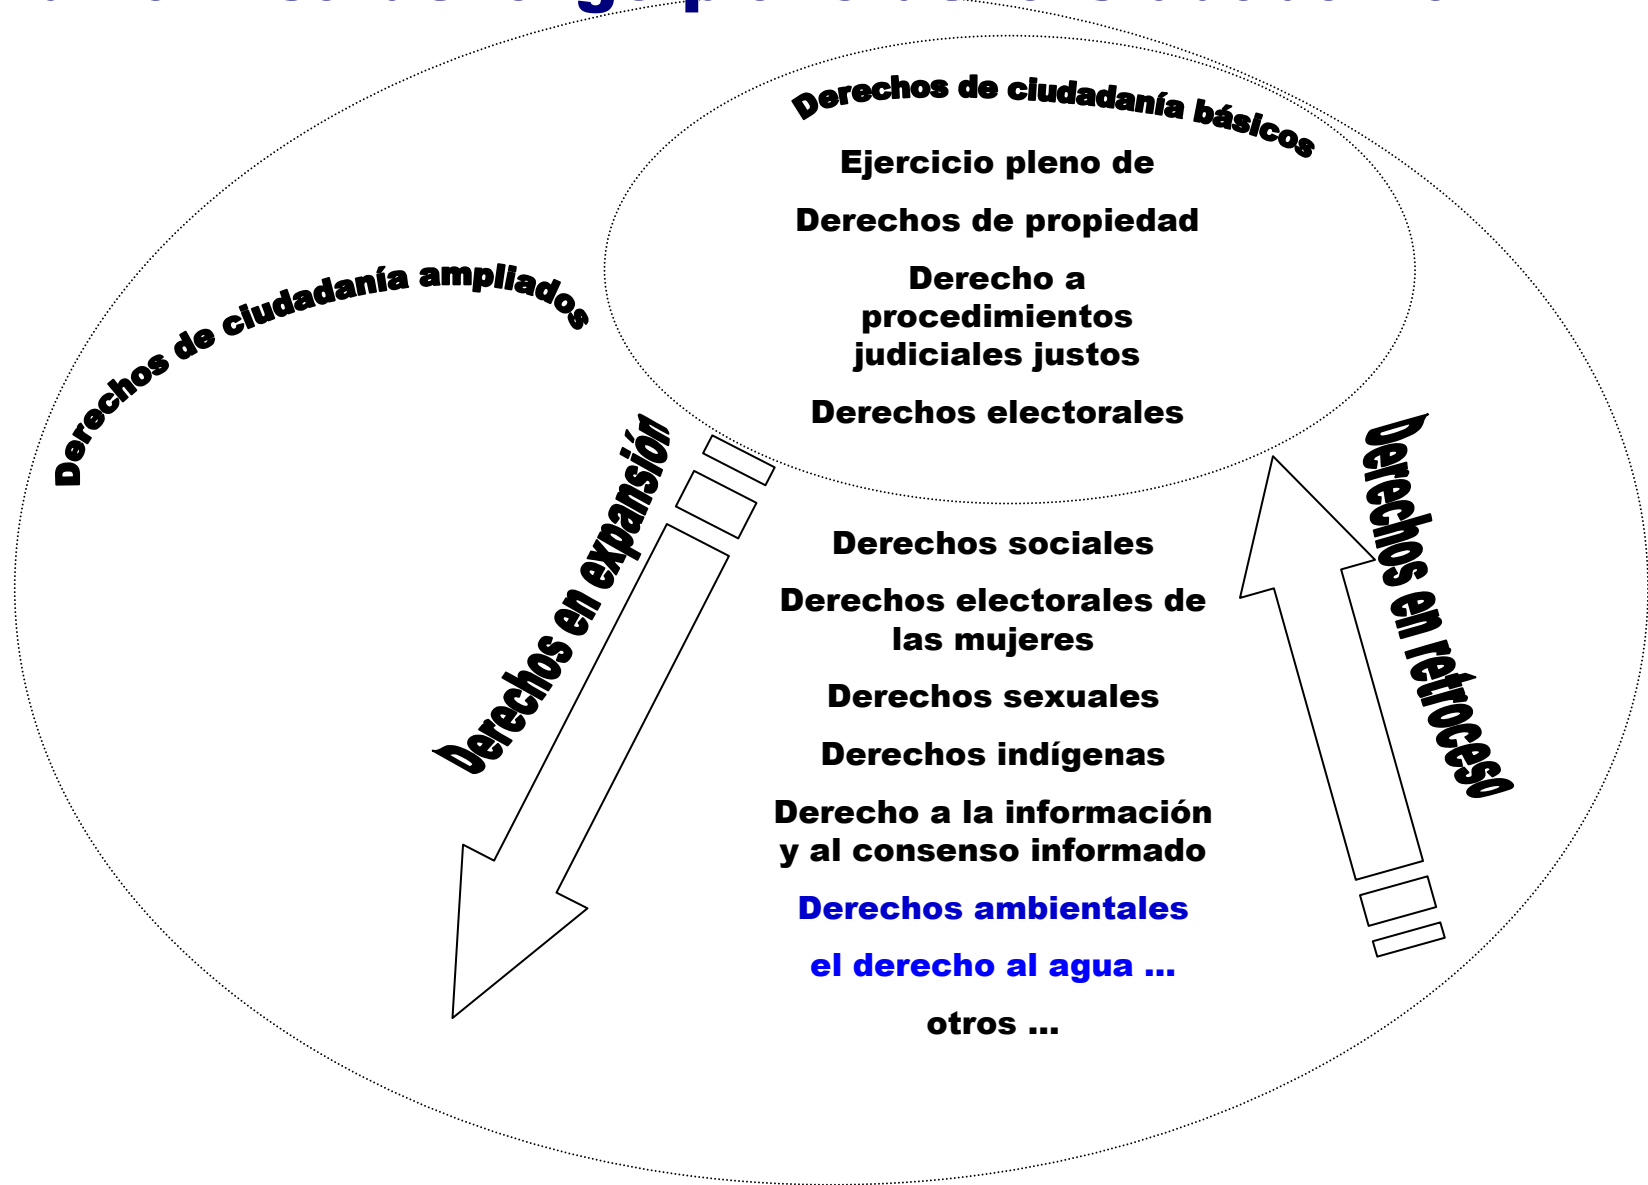 Derechos de ciudadanía básicos
Ejercicio pleno de
Derechos de propiedad
Derecho a
procedimientos
judiciales justos
Derechos electorales
Derechos de ciudadanía ampliados
Derechos en expansión
Derechos en retroceso
Derechos sociales
Derechos electorales de
las mujeres
Derechos sexuales
Derechos indígenas
Derecho a la información
y al consenso informado
Derechos ambientales
el derecho al agua ...
otros ...